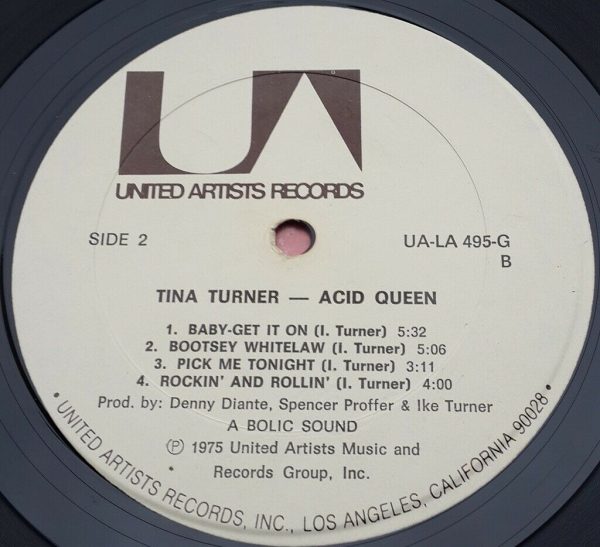 UA
UNITED ARTISTS RECORDS
SIDE 2
UA-LA 495-G
B
TINA TURNER — ACID QUEEN
1. BABY-GET IT ON (I. Turner) 5:32
2. BOOTSEY WHITELAW (I. Turner) 5:06
3. PICK ME TONIGHT (I. Turner) 3:11
4. ROCKIN' AND ROLLIN' (I. Turner) 4:00
Prod. by: Denny Diante, Spencer Proffer & Ike Turner
A BOLIC SOUND
Ⓟ 1975 United Artists Music and
Records Group, Inc.
• UNITED ARTISTS RECORDS, INC., LOS ANGELES, CALIFORNIA 90028 •